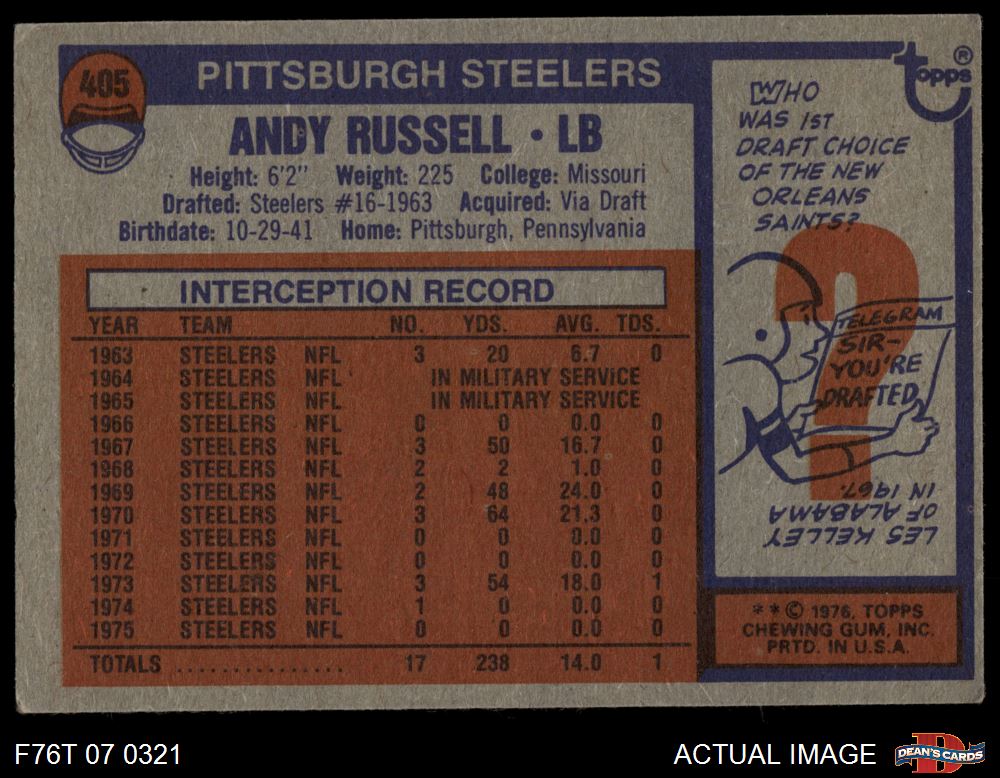 405
PITTSBURGH STEELERS
ANDY RUSSELL • LB
Height: 6'2" Weight: 225 College: Missouri
Drafted: Steelers #16-1963 Acquired: Via Draft
Birthdate: 10-29-41 Home: Pittsburgh, Pennsylvania
INTERCEPTION RECORD
YEAR TEAM NO. YDS. AVG. TDS.
1963 STEELERS NFL 3 20 6.7 0
1964 STEELERS NFL IN MILITARY SERVICE
1965 STEELERS NFL IN MILITARY SERVICE
1966 STEELERS NFL 0 0 0.0 0
1967 STEELERS NFL 3 50 16.7 0
1968 STEELERS NFL 2 2 1.0 0
1969 STEELERS NFL 2 48 24.0 0
1970 STEELERS NFL 3 64 21.3 0
1971 STEELERS NFL 0 0 0.0 0
1972 STEELERS NFL 0 0 0.0 0
1973 STEELERS NFL 3 54 18.0 1
1974 STEELERS NFL 1 0 0.0 0
1975 STEELERS NFL 0 0 0.0 0
TOTALS ................ 17 238 14.0 1
Topps ®
WHO
WAS 1ST
DRAFT CHOICE
OF THE NEW
ORLEANS
SAINTS?
?
TELEGRAM
SIR-
YOU'RE
DRAFTED
LES KELLEY
OF ALABAMA
IN 1967.
* * © 1976, TOPPS
CHEWING GUM, INC.
PRTD. IN U.S.A.
F76T 07 0321
ACTUAL IMAGE
D
DEAN'S CARDS